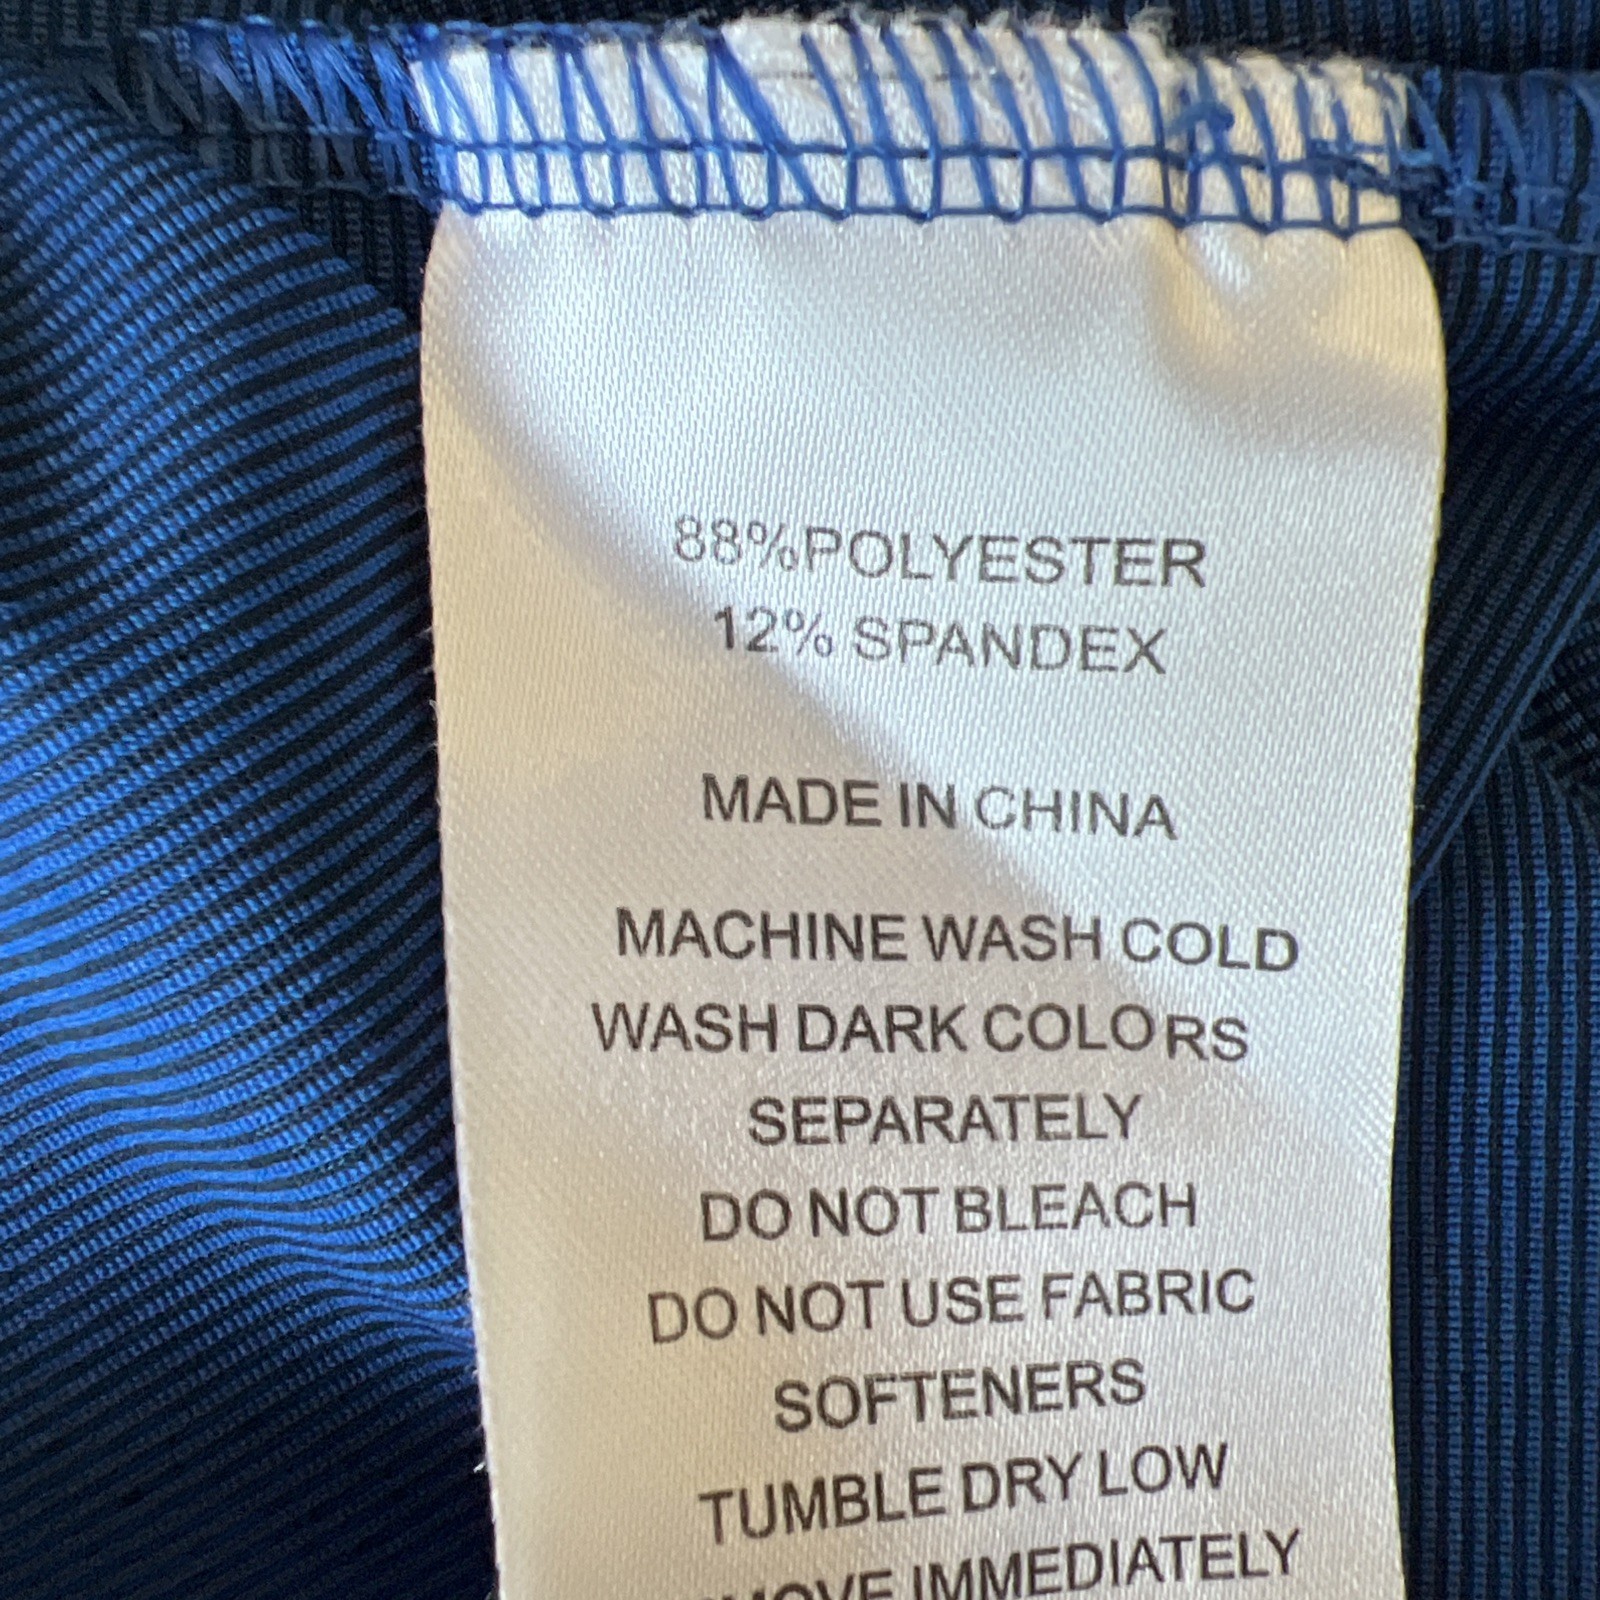 88%POLYESTER
12% SPANDEX
MADE IN CHINA
MACHINE WASH COLD
WASH DARK COLORS
SEPARATELY
DO NOT BLEACH
DO NOT USE FABRIC
SOFTENERS
TUMBLE DRY LOW
IMMEDIATELY